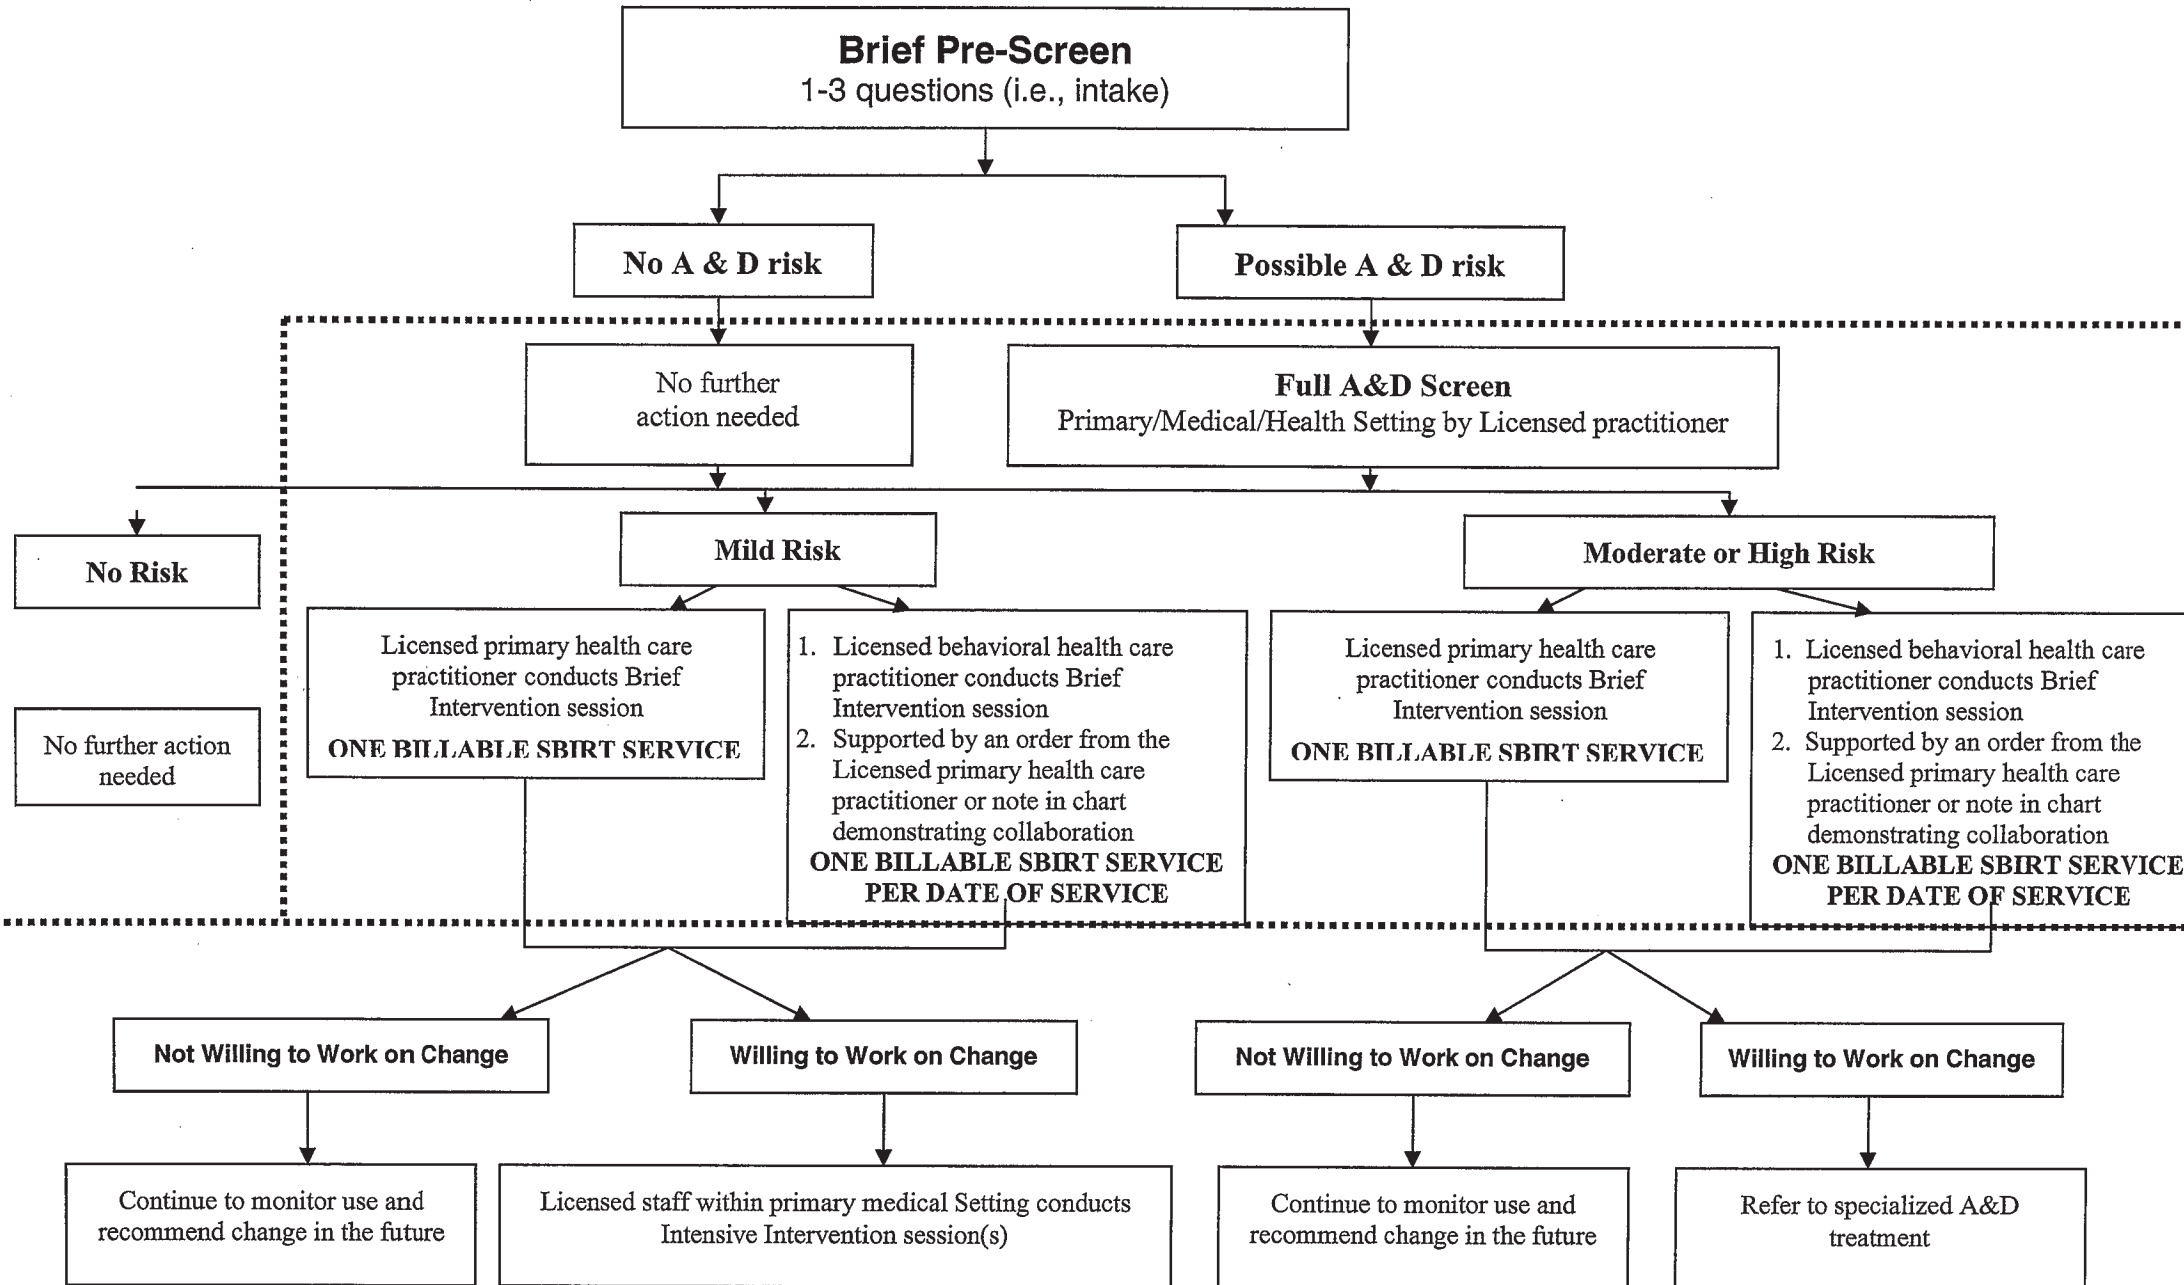 Brief Pre-Screen
1-3 questions (i.e., intake)
No A & D risk
Possible A & D risk
No further
action needed
Full A&D Screen
Primary/Medical/Health Setting by Licensed practitioner
No Risk
Mild Risk
Moderate or High Risk
No further action
needed
Licensed primary health care
practitioner conducts Brief
Intervention session
ONE BILLABLE SBIRT SERVICE
1. Licensed behavioral health care
practitioner conducts Brief
Intervention session
2. Supported by an order from the
Licensed primary health care
practitioner or note in chart
demonstrating collaboration
ONE BILLABLE SBIRT SERVICE
PER DATE OF SERVICE
Licensed primary health care
practitioner conducts Brief
Intervention session
ONE BILLABLE SBIRT SERVICE
1. Licensed behavioral health care
practitioner conducts Brief
Intervention session
2. Supported by an order from the
Licensed primary health care
practitioner or note in chart
demonstrating collaboration
ONE BILLABLE SBIRT SERVICE
PER DATE OF SERVICE
Not Willing to Work on Change
Willing to Work on Change
Not Willing to Work on Change
Willing to Work on Change
Continue to monitor use and
recommend change in the future
Licensed staff within primary medical Setting conducts
Intensive Intervention session(s)
Continue to monitor use and
recommend change in the future
Refer to specialized A&D
treatment